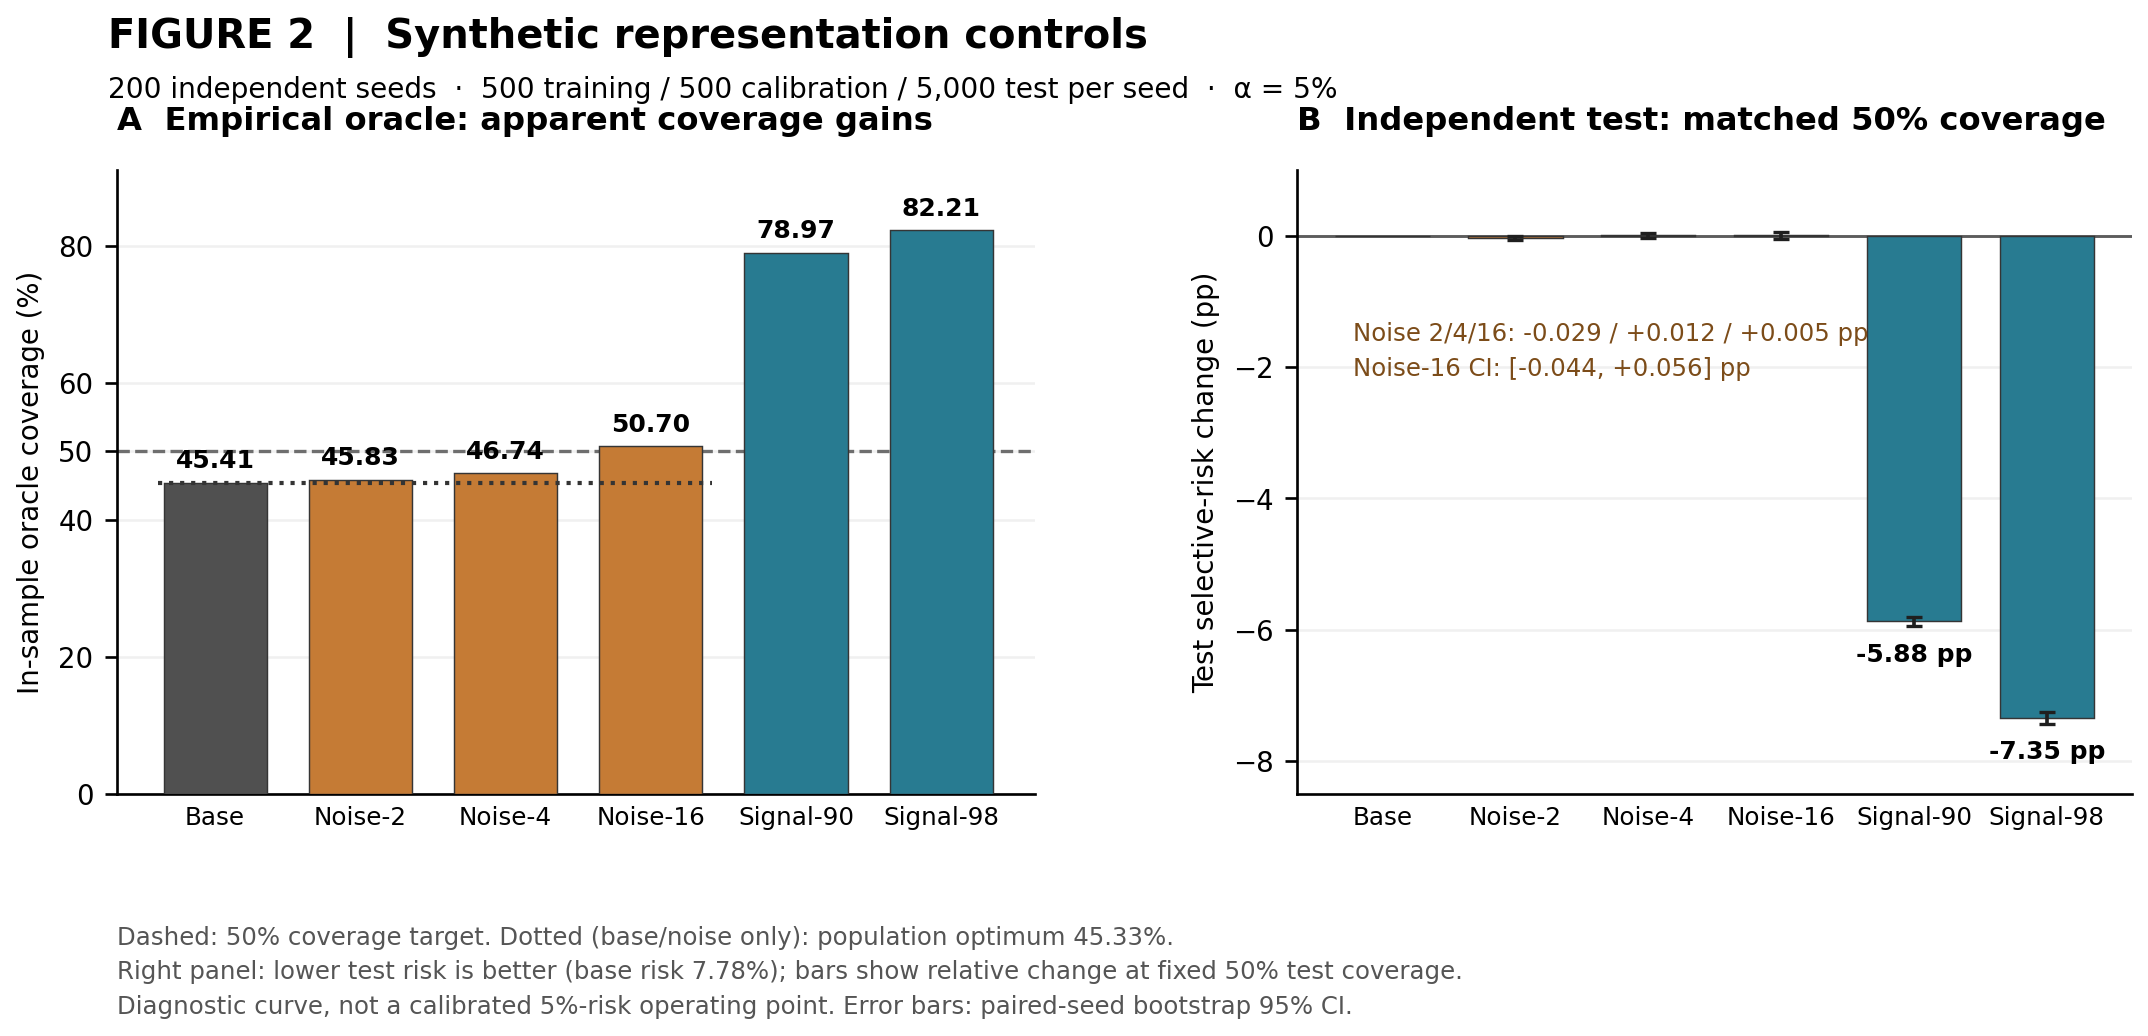 FIGURE 2 | Synthetic representation controls
200 independent seeds · 500 training / 500 calibration / 5,000 test per seed · α = 5%
A Empirical oracle: apparent coverage gains
In-sample oracle coverage (%)
80
60
50
40
20
0
45.41
45.83
46.74
50.70
78.97
82.21
Base
Noise-2
Noise-4
Noise-16
Signal-90
Signal-98
B Independent test: matched 50% coverage
Test selective-risk change (pp)
0
−2
−4
−6
−8
Noise 2/4/16: -0.029 / +0.012 / +0.005 pp
Noise-16 CI: [-0.044, +0.056] pp
-5.88 pp
-7.35 pp
Base
Noise-2
Noise-4
Noise-16
Signal-90
Signal-98
Dashed: 50% coverage target. Dotted (base/noise only): population optimum 45.33%.
Right panel: lower test risk is better (base risk 7.78%); bars show relative change at fixed 50% test coverage.
Diagnostic curve, not a calibrated 5%-risk operating point. Error bars: paired-seed bootstrap 95% CI.